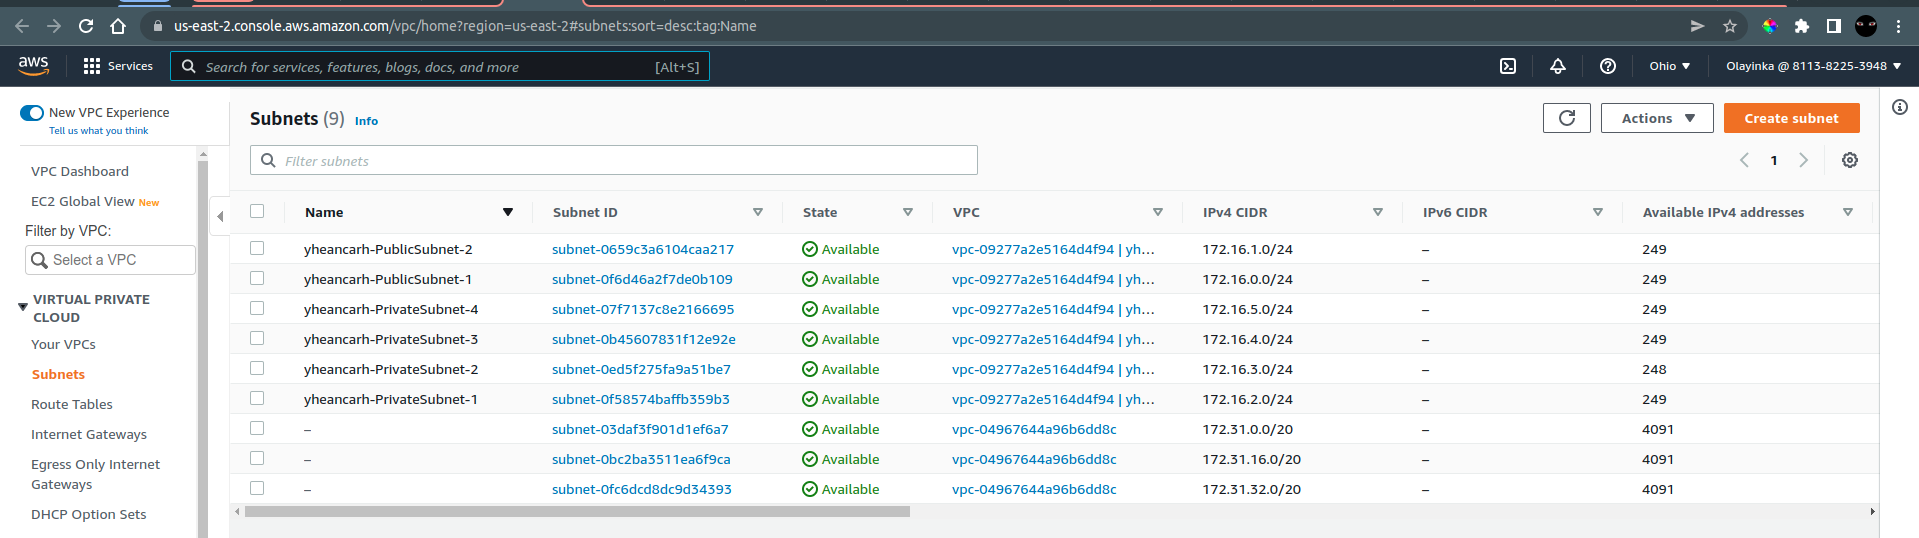 us-east-2.console.aws.amazon.com/vpc/home?region=us-east-2#subnets:sort=desc:tag:Name
aws Services Search for services, features, blogs, docs, and more [Alt+S] Ohio Olayinka @ 8113-8225-3948
New VPC Experience
Tell us what you think
VPC Dashboard
EC2 Global View New
Filter by VPC:
Select a VPC
VIRTUAL PRIVATE
CLOUD
Your VPCs
Subnets
Route Tables
Internet Gateways
Egress Only Internet
Gateways
DHCP Option Sets
Subnets (9) Info Actions Create subnet
Filter subnets 1
Name Subnet ID State VPC IPv4 CIDR IPv6 CIDR Available IPv4 addresses
yheancarh-PublicSubnet-2 subnet-0659c3a6104caa217 Available vpc-09277a2e5164d4f94 | yh... 172.16.1.0/24 – 249
yheancarh-PublicSubnet-1 subnet-0f6d46a2f7de0b109 Available vpc-09277a2e5164d4f94 | yh... 172.16.0.0/24 – 249
yheancarh-PrivateSubnet-4 subnet-07f7137c8e2166695 Available vpc-09277a2e5164d4f94 | yh... 172.16.5.0/24 – 249
yheancarh-PrivateSubnet-3 subnet-0b45607831f12e92e Available vpc-09277a2e5164d4f94 | yh... 172.16.4.0/24 – 249
yheancarh-PrivateSubnet-2 subnet-0ed5f275fa9a51be7 Available vpc-09277a2e5164d4f94 | yh... 172.16.3.0/24 – 248
yheancarh-PrivateSubnet-1 subnet-0f58574baffb359b3 Available vpc-09277a2e5164d4f94 | yh... 172.16.2.0/24 – 249
– subnet-03daf3f901d1ef6a7 Available vpc-04967644a96b6dd8c 172.31.0.0/20 – 4091
– subnet-0bc2ba3511ea6f9ca Available vpc-04967644a96b6dd8c 172.31.16.0/20 – 4091
– subnet-0fc6dcd8dc9d34393 Available vpc-04967644a96b6dd8c 172.31.32.0/20 – 4091